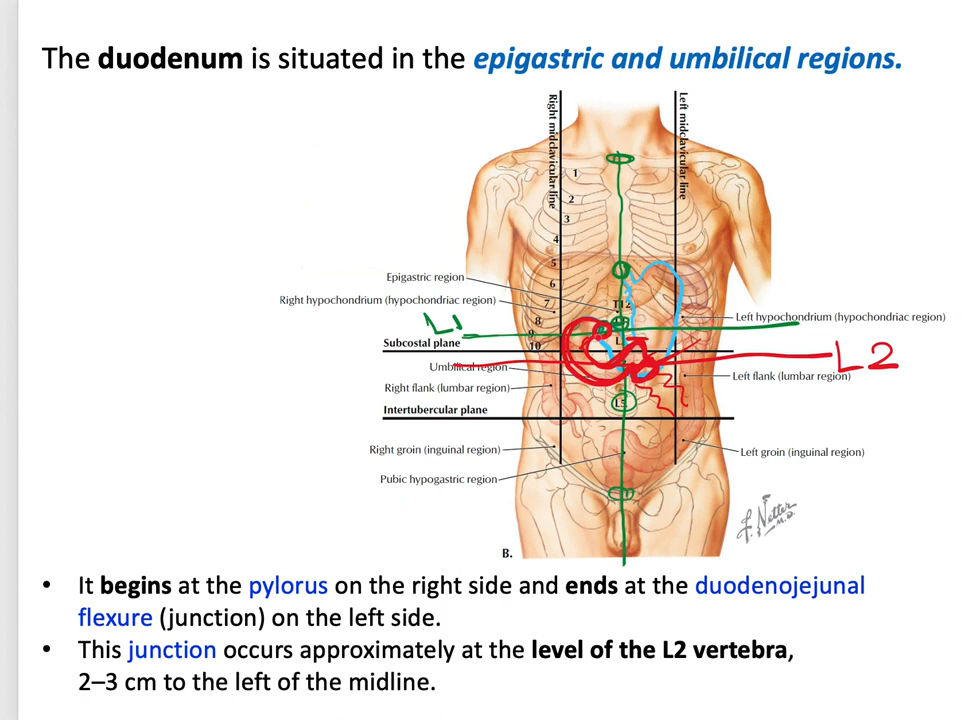 The duodenum is situated in the epigastric and umbilical regions.
Right midclavicular line
Left midclavicular line
1
2
3
4
5
6
7
8
9
10
Epigastric region
Right hypochondrium (hypochondriac region)
T12
L1
Left hypochondrium (hypochondriac region)
Subcostal plane
L2
Umbilical region
Left flank (lumbar region)
Right flank (lumbar region)
L5
Intertubercular plane
Right groin (inguinal region)
Left groin (inguinal region)
Pubic hypogastric region
F. Netter
M.D.
B.
• It begins at the pylorus on the right side and ends at the duodenojejunal
flexure (junction) on the left side.
• This junction occurs approximately at the level of the L2 vertebra,
2–3 cm to the left of the midline.